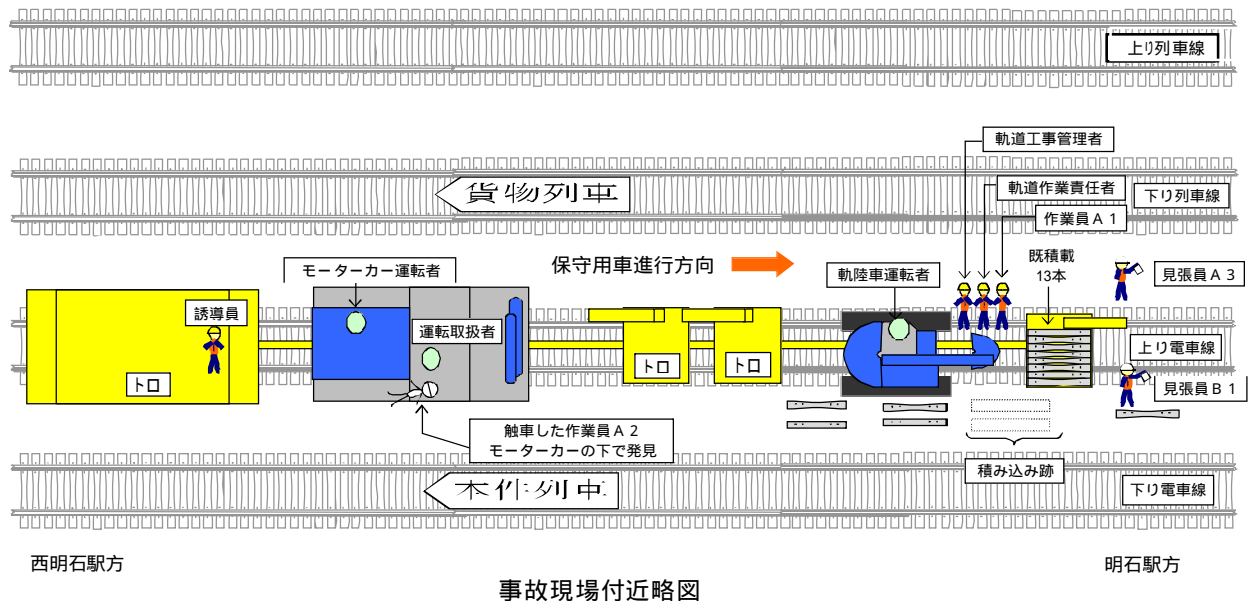 上り列車線
軌道工事管理者
貨物列車
軌道作業責任者
下り列車線
作業員A1
モーターカー運転者
保守用車進行方向
軌陸車運転者
既積載
13本
見張員A3
誘導員
運転取扱者
トロ
トロ
トロ
上り電車線
見張員B1
触車した作業員A2
モーターカーの下で発見
積み込み跡
本件列車
下り電車線
西明石駅方
明石駅方
事故現場付近略図